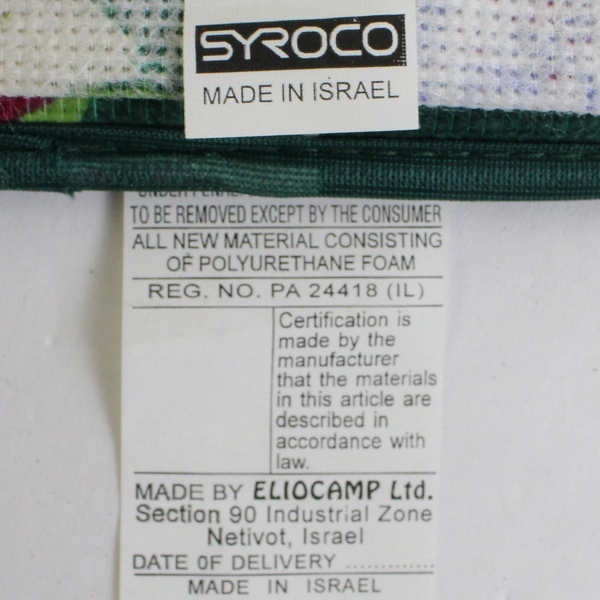 SYROCO
MADE IN ISRAEL
TO BE REMOVED EXCEPT BY THE CONSUMER
ALL NEW MATERIAL CONSISTING
OF POLYURETHANE FOAM
REG. NO. PA 24418 (IL)
Certification is
made by the
manufacturer
that the materials
in this article are
described in
accordance with
law.
MADE BY ELIOCAMP Ltd.
Section 90 Industrial Zone
Netivot, Israel
DATE OF DELIVERY ..............
MADE IN ISRAEL